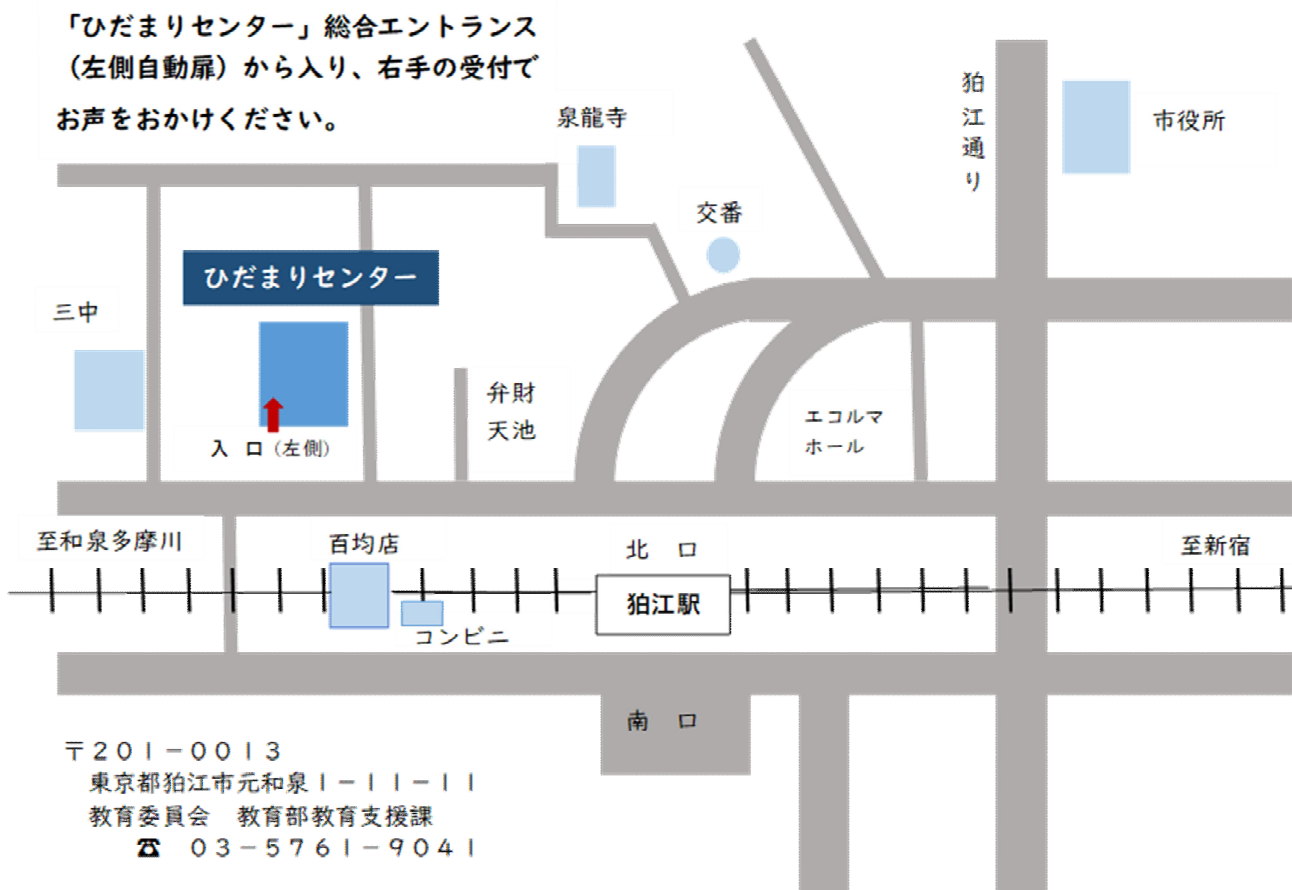 「ひだまりセンター」総合エントランス
（左側自動扉）から入り、右手の受付で
お声をおかけください。
泉龍寺
狛江通り
市役所
交番
ひだまりセンター
三中
弁財
天池
エコルマ
ホール
入　口（左側）
至和泉多摩川
百均店
北　口
至新宿
狛江駅
コンビニ
南　口
〒２０１－００１３
東京都狛江市元和泉１－１１－１１
教育委員会　教育部教育支援課
☎　０３－５７６１－９０４１